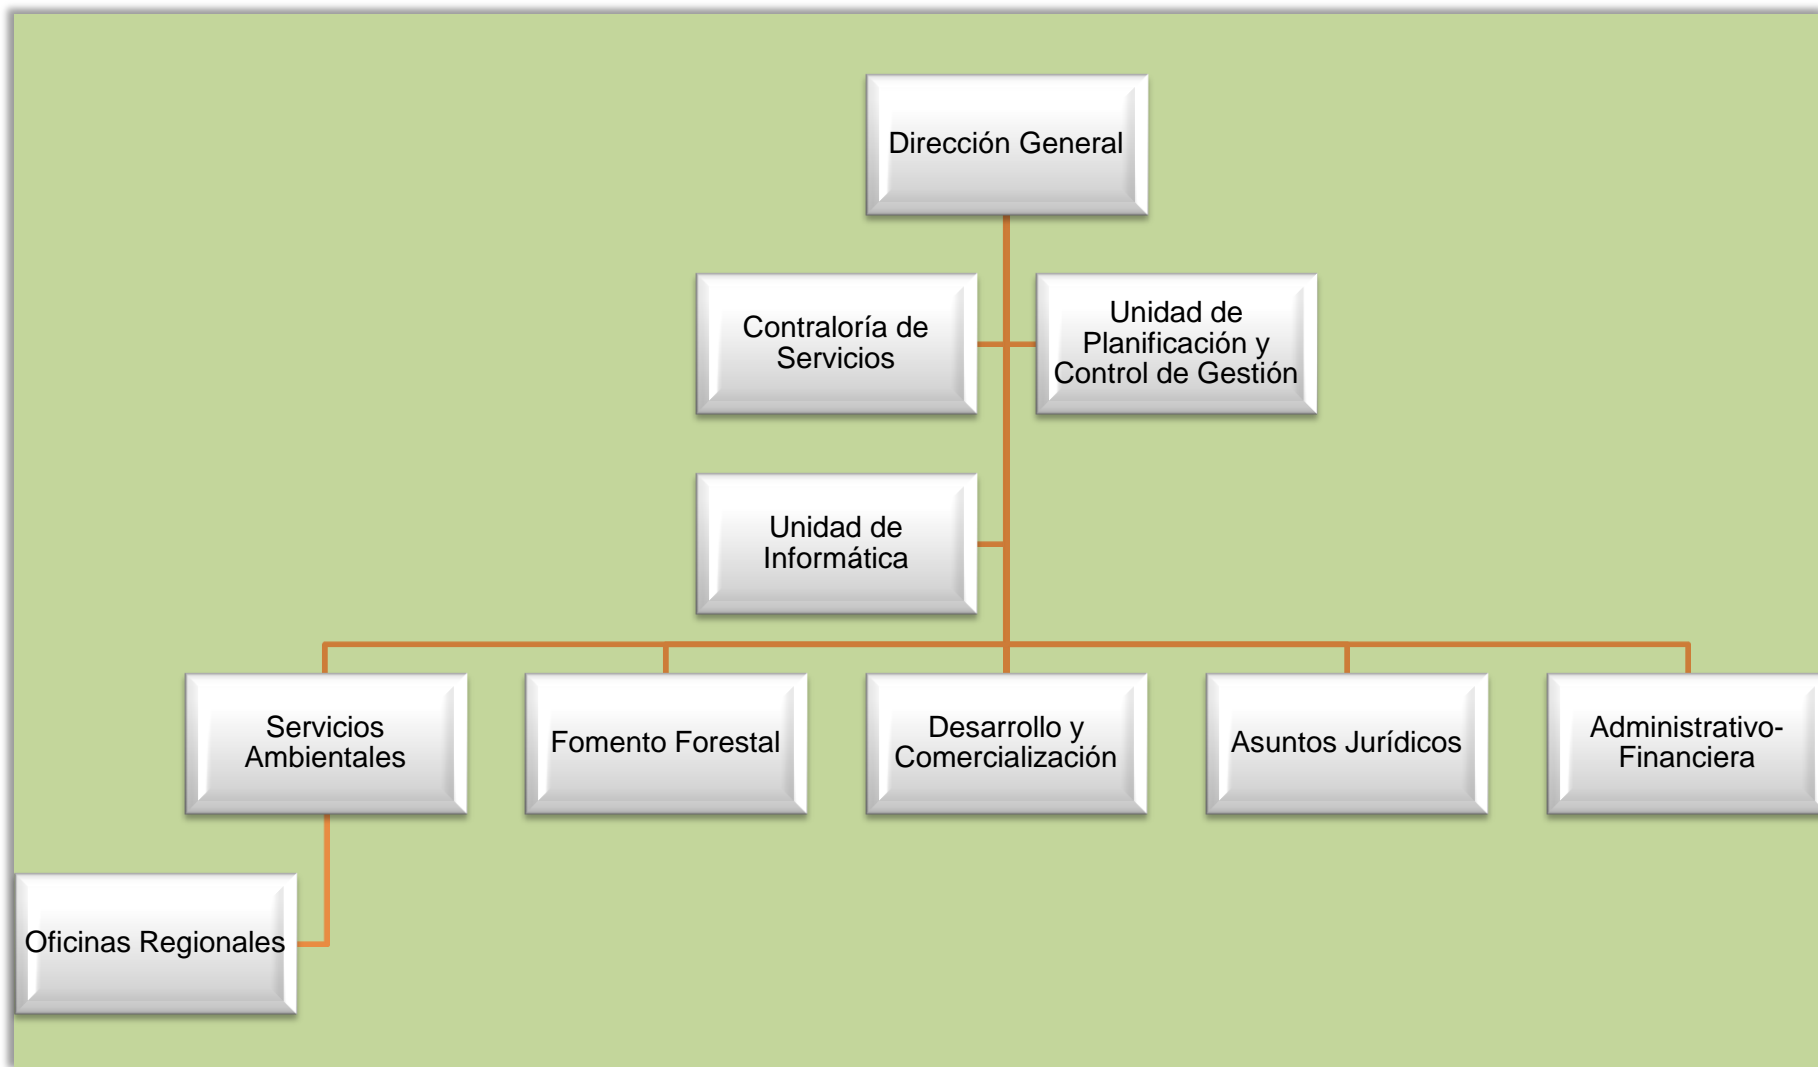 Dirección General
Contraloría de
Servicios
Unidad de
Planificación y
Control de Gestión
Unidad de
Informática
Servicios
Ambientales
Fomento Forestal
Desarrollo y
Comercialización
Asuntos Jurídicos
Administrativo-
Financiera
Oficinas Regionales